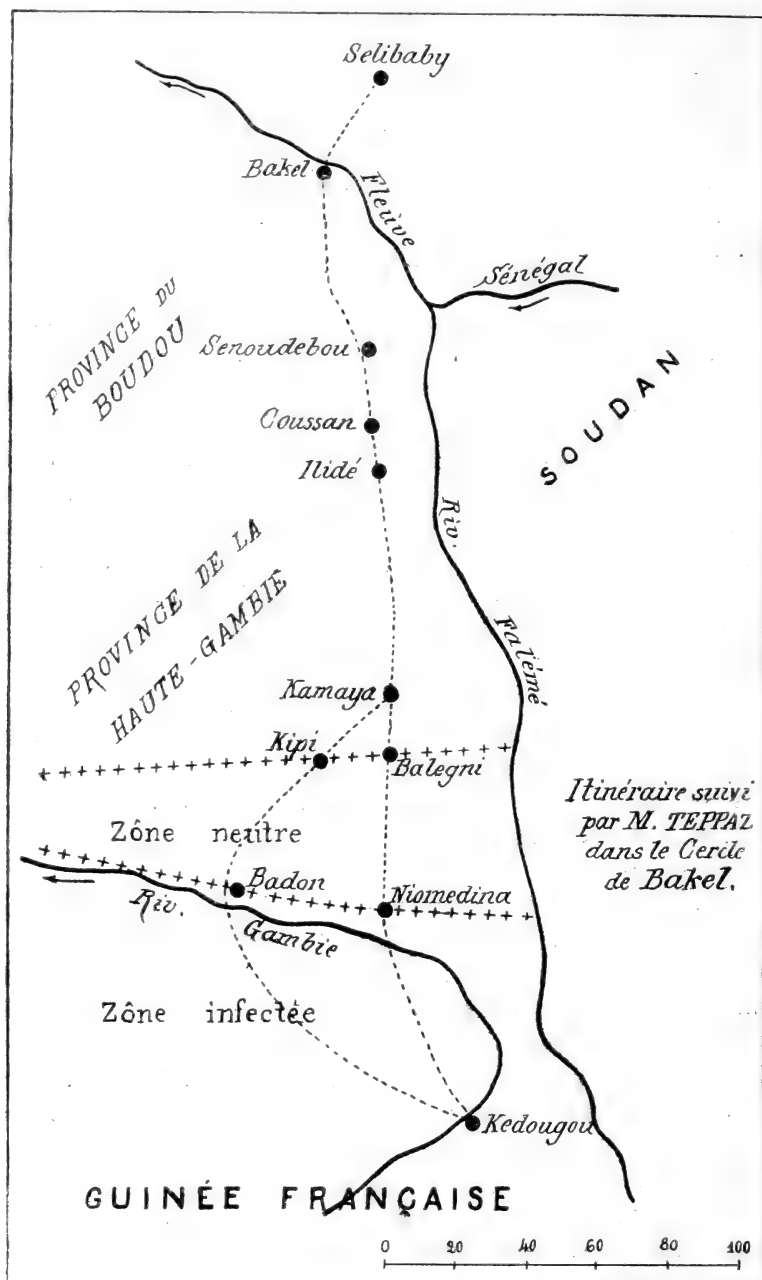 Selibaby
Bakel
Fleuve
Sénégal
PROVINCE DU
BOUDOU
Senoudebou
SOUDAN
Coussan
Ilidé
Riv.
Falémé
PROVINCE DE LA
HAUTE-GAMBIE
Kamaya
Kipi
Balegni
Itinéraire suivi
par M. TEPPAZ
dans le Cercle
de Bakel.
Zône neutre
Badon
Niomedina
Riv.
Gambie
Zône infectée
Kedougou
GUINÉE FRANÇAISE
0 20 40 60 80 100